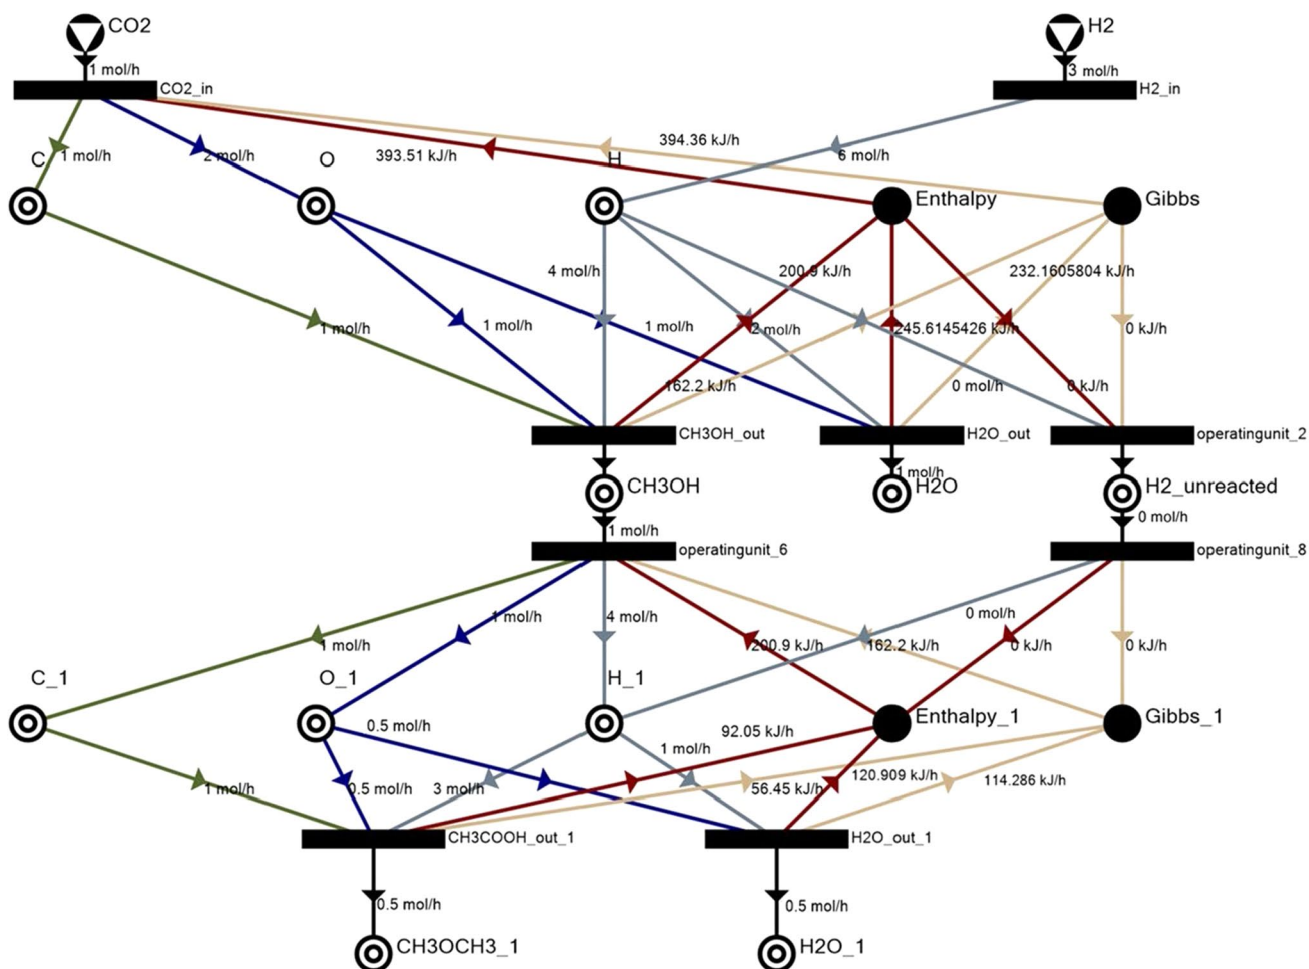 CO2
H2
1 mol/h
3 mol/h
CO2_in
H2_in
394.36 kJ/h
C
1 mol/h
2 mol/h
O
393.51 kJ/h
H
6 mol/h
Enthalpy
Gibbs
4 mol/h
200.9 kJ/h
232.1605804 kJ/h
1 mol/h
1 mol/h
1 mol/h
2 mol/h
245.6145426 kJ/h
0 kJ/h
162.2 kJ/h
0 mol/h
0 kJ/h
CH3OH_out
H2O_out
operatingunit_2
1 mol/h
CH3OH
H2O
H2_unreacted
0 mol/h
1 mol/h
operatingunit_6
operatingunit_8
1 mol/h
4 mol/h
0 mol/h
1 mol/h
200.9 kJ/h
162.2 kJ/h
0 kJ/h
0 kJ/h
C_1
O_1
H_1
0.5 mol/h
Enthalpy_1
Gibbs_1
92.05 kJ/h
1 mol/h
1 mol/h
0.5 mol/h
3 mol/h
56.45 kJ/h
120.909 kJ/h
114.286 kJ/h
CH3COOH_out_1
H2O_out_1
0.5 mol/h
0.5 mol/h
CH3OCH3_1
H2O_1